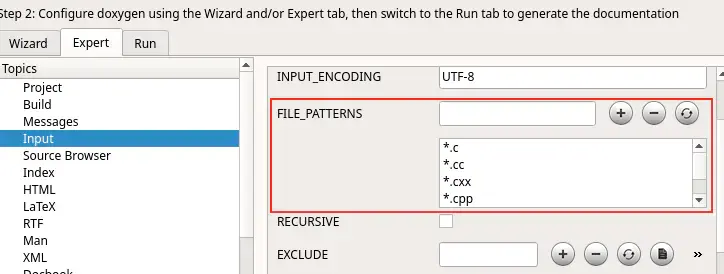 Step 2: Configure doxygen using the Wizard and/or Expert tab, then switch to the Run tab to generate the documentation
Wizard Expert Run
Topics
Project
Build
Messages
Input
Source Browser
Index
HTML
LaTeX
RTF
Man
XML
Docbook
INPUT_ENCODING UTF-8
FILE_PATTERNS
*.c
*.cc
*.cxx
*.cpp
RECURSIVE
EXCLUDE »